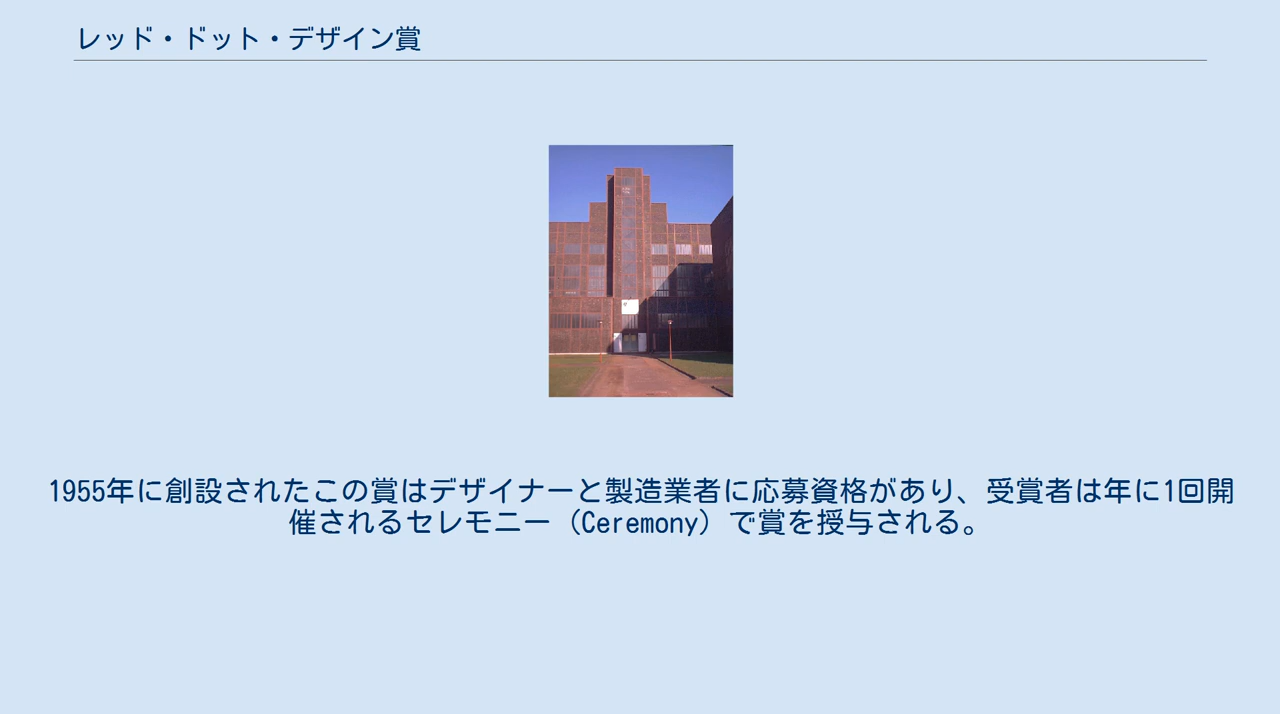 レッド・ドット・デザイン賞
1955年に創設されたこの賞はデザイナーと製造業者に応募資格があり、受賞者は年に1回開
催されるセレモニー（Ceremony）で賞を授与される。